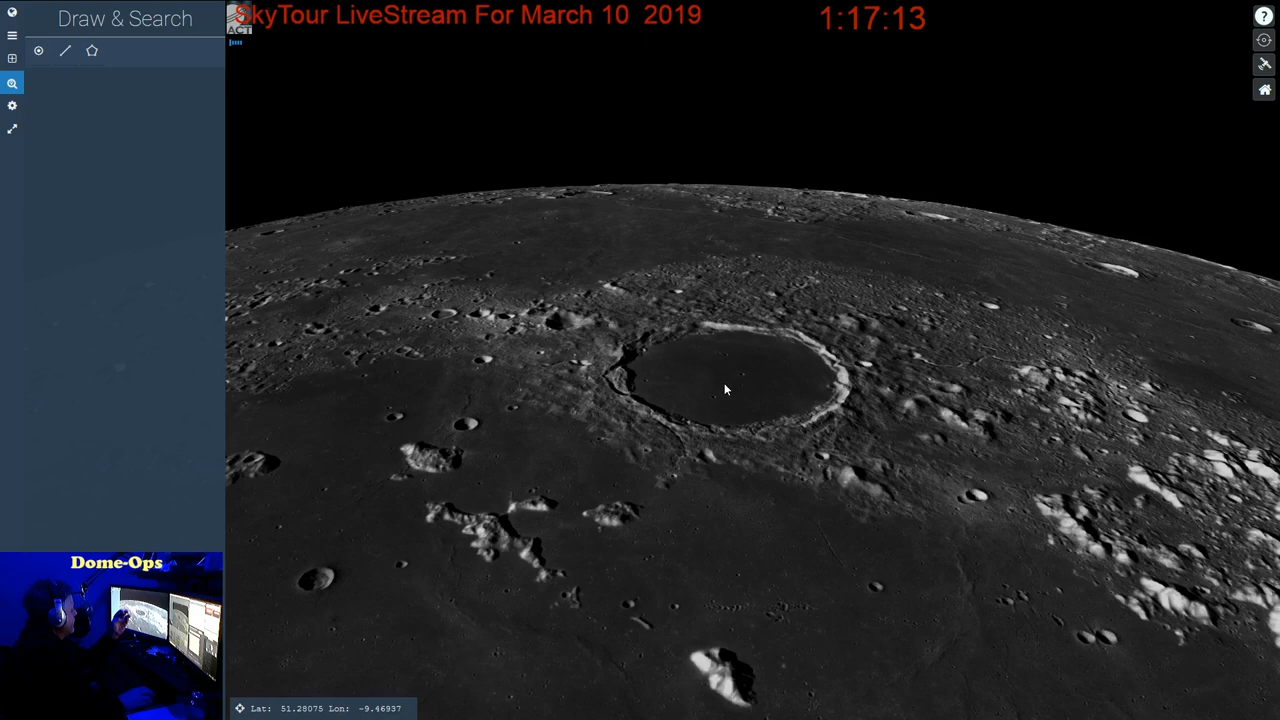 Draw & Search
SkyTour LiveStream For March 10 2019
1:17:13
ACT
?
Dome-Ops
Lat: 51.28075 Lon: -9.46937